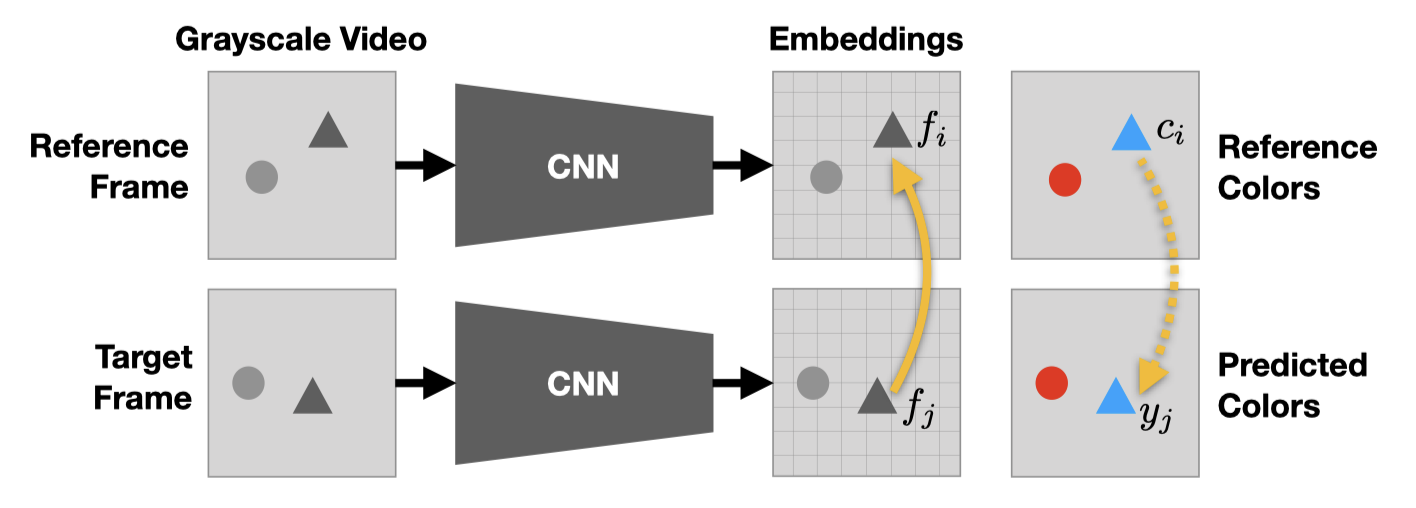 Grayscale Video
Embeddings
Reference
Frame
CNN
f_i
c_i
Reference
Colors
Target
Frame
CNN
f_j
y_j
Predicted
Colors